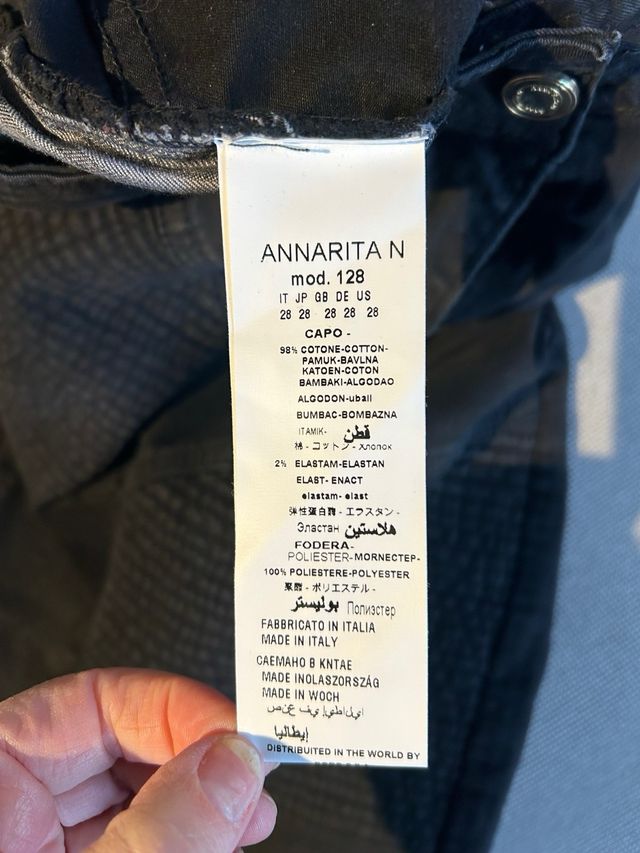 ANNARITA N
mod. 128
IT JP GB DE US
28 28 28 28 28
CAPO -
98% COTONE-COTTON-
PAMUK-BAVLNA
KATOEN-COTON
BAMBAKI-ALGODAO
ALGODON-uball
BUMBAC-BOMBAZNA
ITAMIK- قطن
棉 - コットン - хлопок
2% ELASTAM-ELASTAN
ELAST- ENACT
elastam- elast
弹性蛋白酶 - エラスタン -
Эластан هلاستين
FODERA-
POLIESTER-MORNECTEP-
100% POLIESTERE-POLYESTER
聚酯 - ポリエステル -
بوليستر Полиэстер
FABBRICATO IN ITALIA
MADE IN ITALY
CAEMAHO B KNTAE
MADE INOLASZORSZÁG
MADE IN WOCH
إيطاليا
DISTRIBUITED IN THE WORLD BY